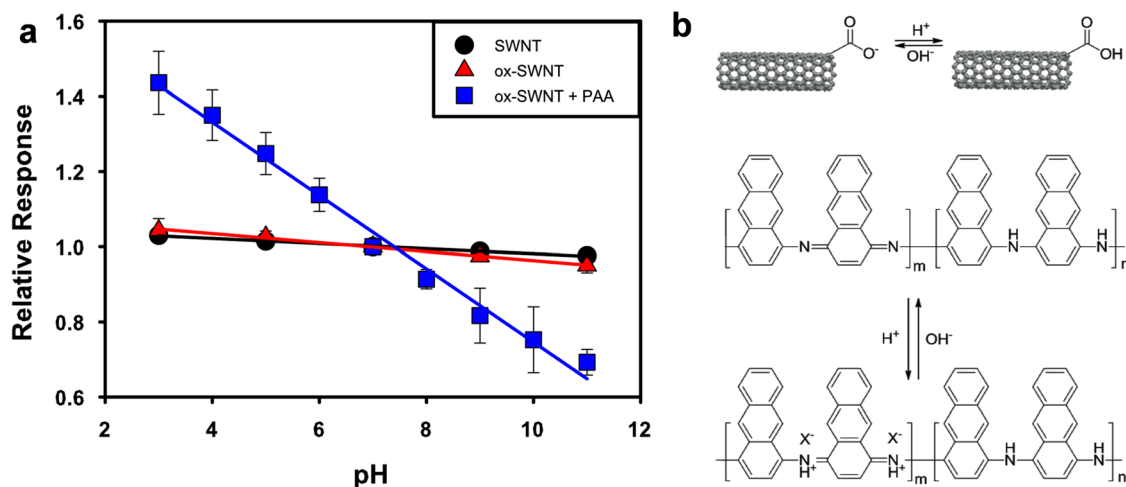 a
1.6
1.4
1.2
1.0
0.8
0.6
2
4
6
8
10
12
Relative Response
pH
SWNT
ox-SWNT
ox-SWNT + PAA
b
O
O-
H+
OH-
O
OH
N
N
m
N
H
N
H
n
H+
OH-
X-
X-
N
H+
N
H+
m
H
N
H
N
n